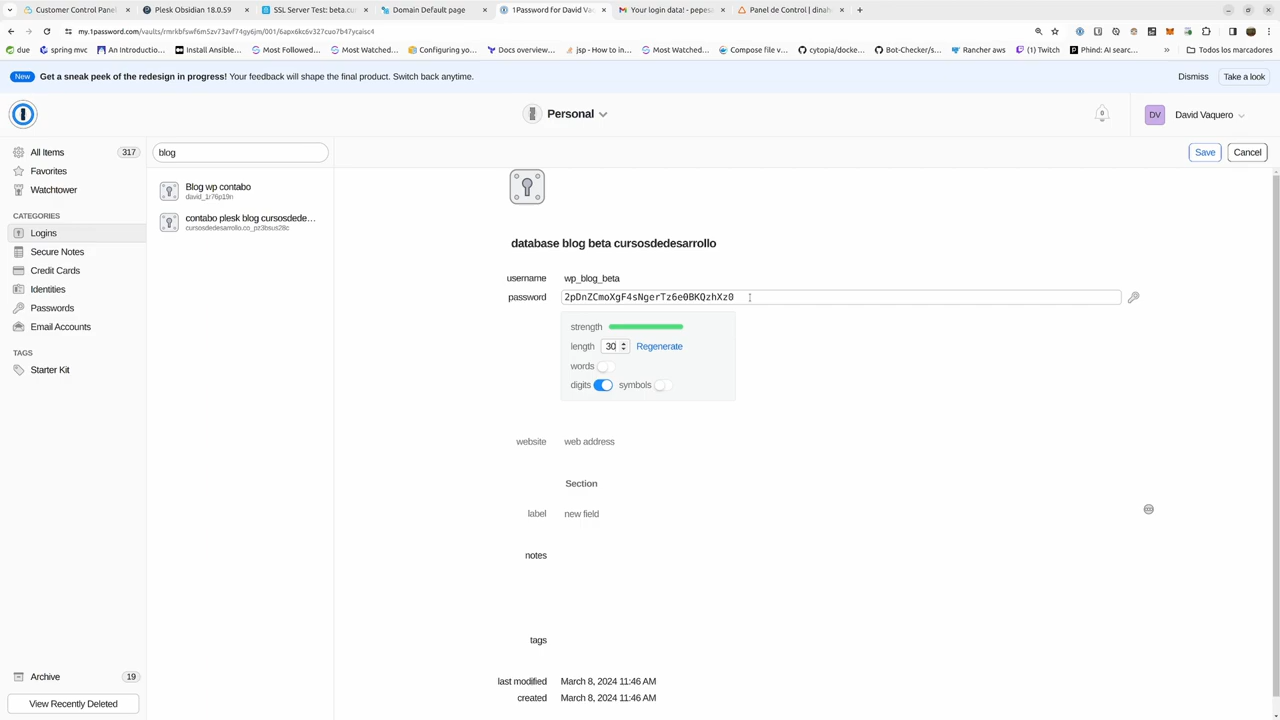 Customer Control Panel
Plesk Obsidian 18.0.59
SSL Server Test: beta.cu
Domain Default page
1Password for David Va
Your login data! - pepes
Panel de Control | dinah
my.1password.com/vaults/rmrkbfswf6m5zv73avf74gy6jm/001/6apx6kc6v327cuo7b47ycaisc4
due
spring mvc
An Introduction...
Install Ansible...
Most Followed...
Most Watched...
Configuring yo...
Docs overview...
jsp - How to in...
Most Watched...
Compose file v...
cytopia/docke...
Bot-Checker/s...
Rancher aws
(1) Twitch
Phind: AI searc...
»
Todos los marcadores
New Get a sneak peek of the redesign in progress! Your feedback will shape the final product. Switch back anytime.
Dismiss
Take a look
Personal
0
DV
David Vaquero
All Items 317
Favorites
Watchtower
CATEGORIES
Logins
Secure Notes
Credit Cards
Identities
Passwords
Email Accounts
TAGS
Starter Kit
Archive 19
View Recently Deleted
blog
Blog wp contabo
david_1r76p19n
contabo plesk blog cursosdede...
cursosdedesarrollo.co_pz3bsus28c
Save
Cancel
database blog beta cursosdedesarrollo
username wp_blog_beta
password 2pDnZCmoXgF4sNgerTz6e0BKQzhXz0
strength
length 30 Regenerate
words
digits symbols
website web address
Section
label new field
notes
tags
last modified March 8, 2024 11:46 AM
created March 8, 2024 11:46 AM